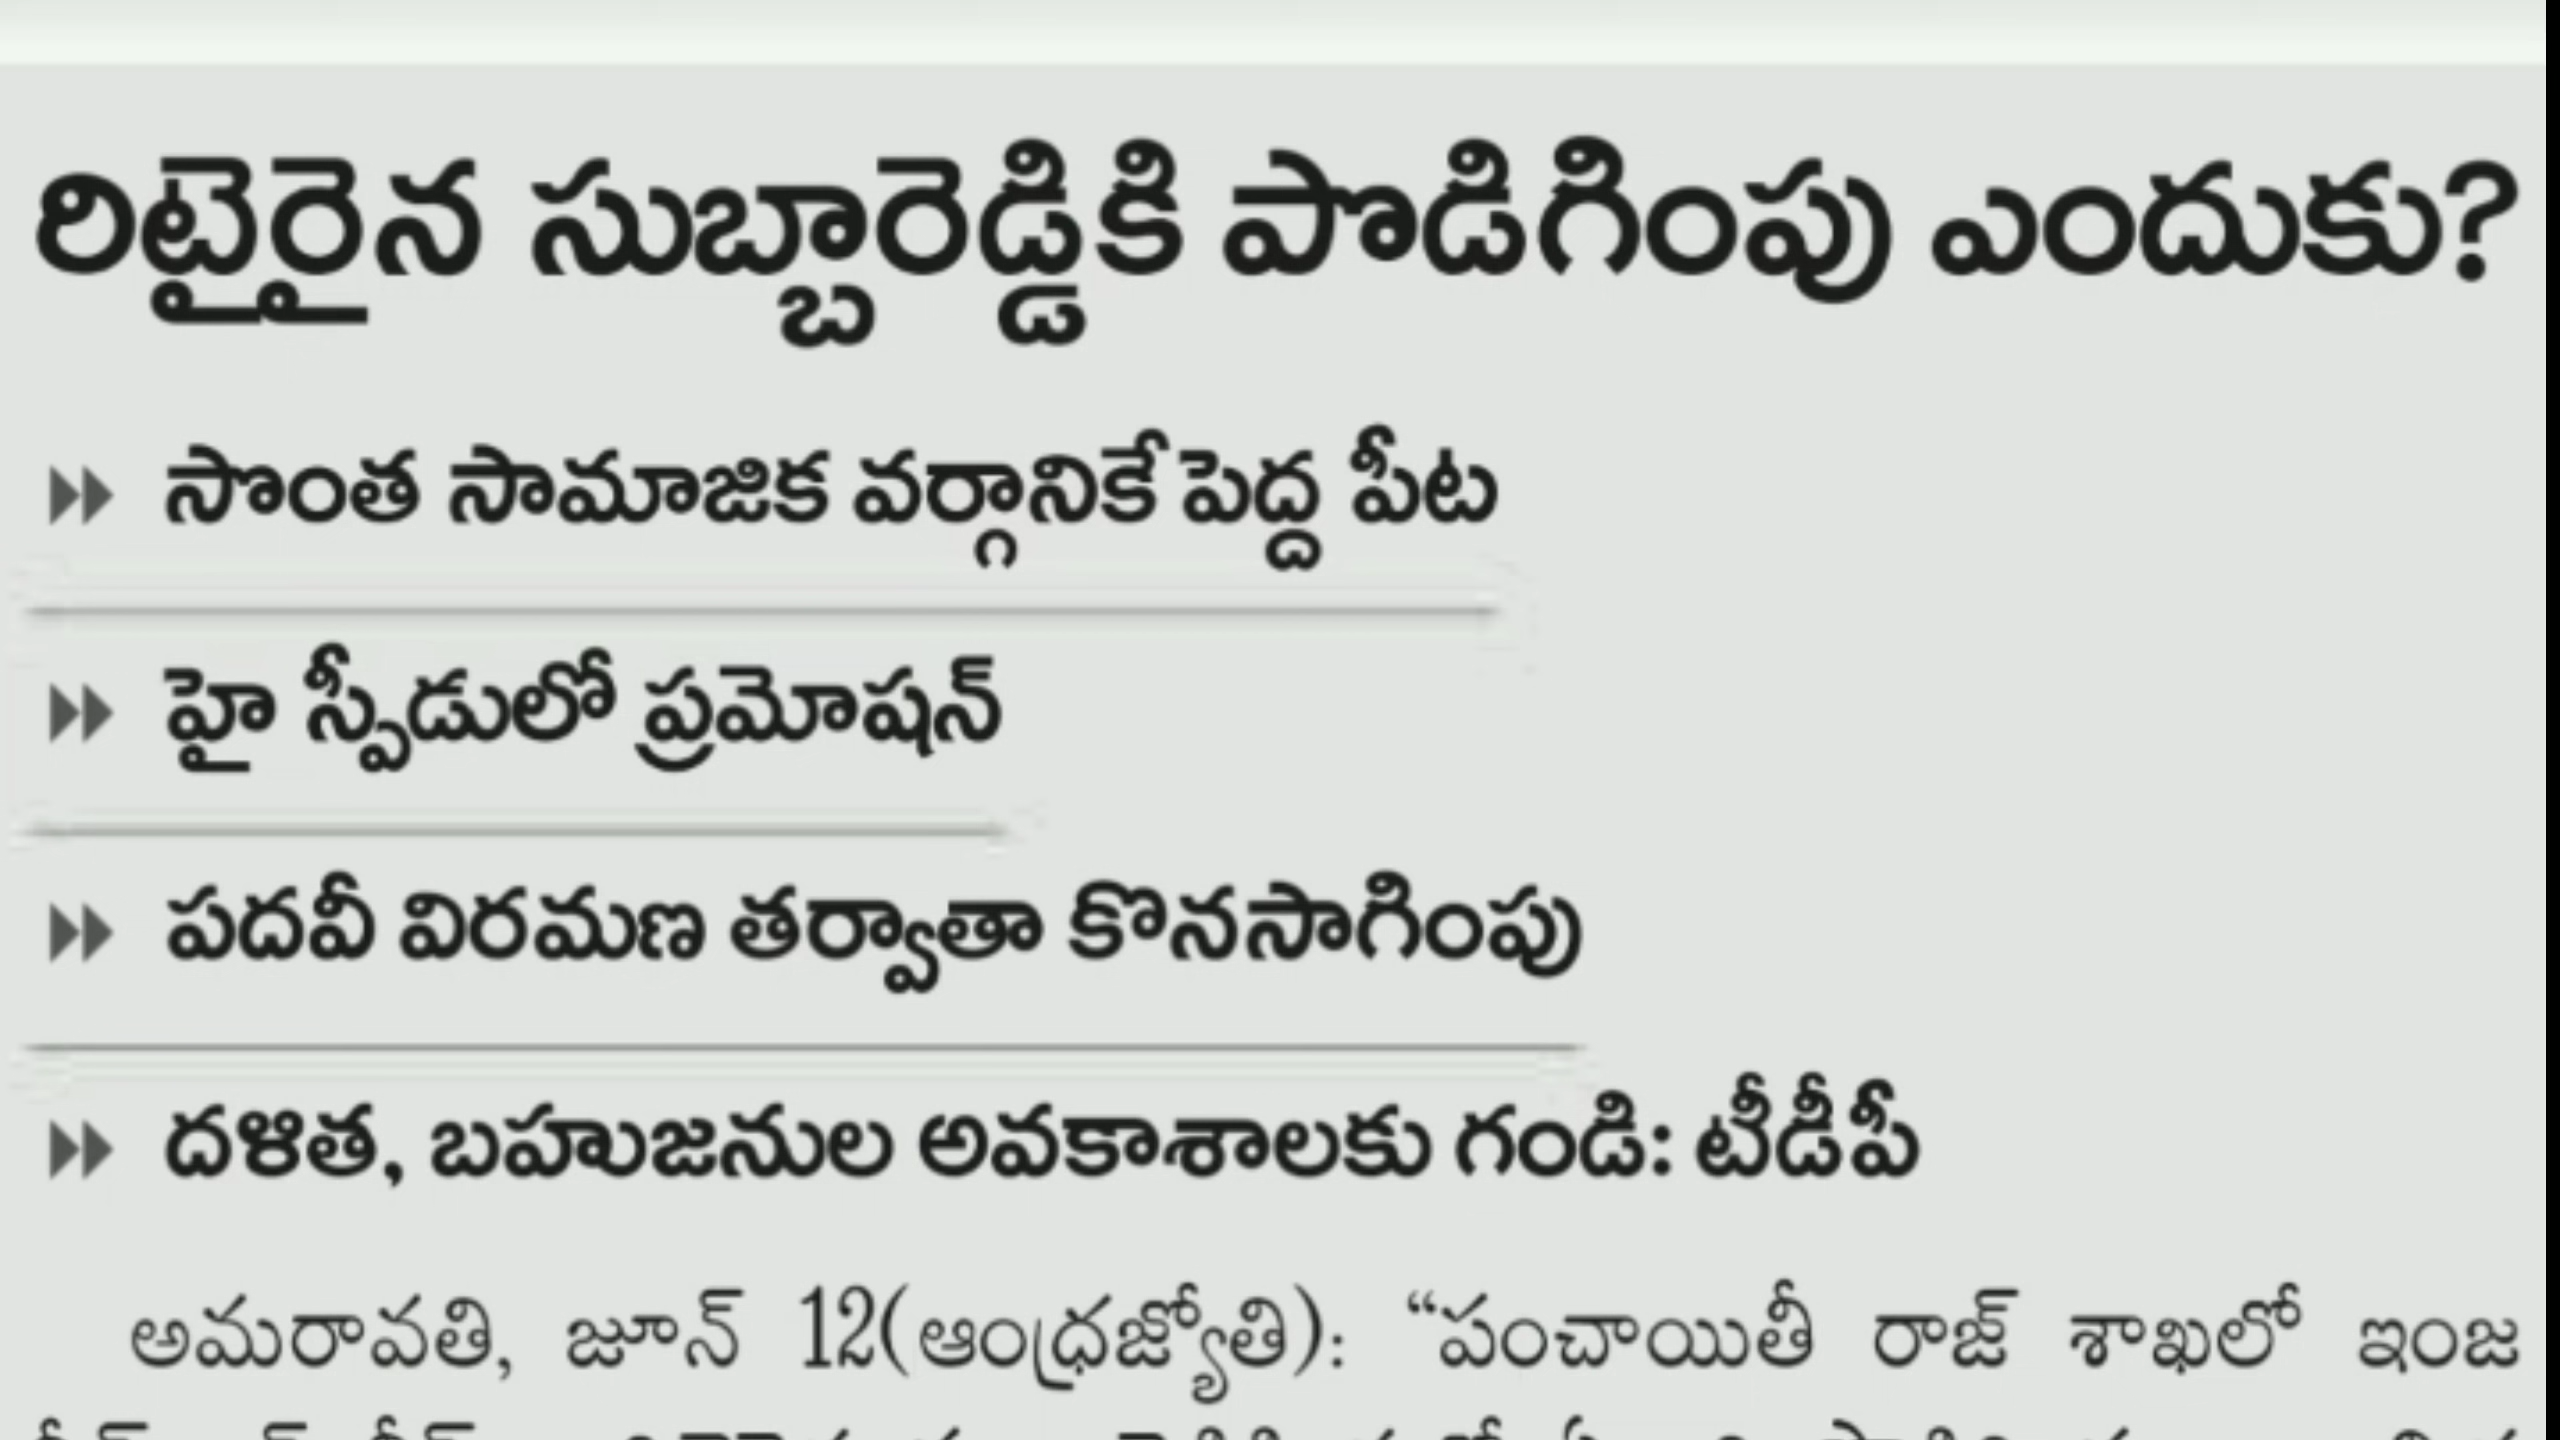 రిటైరైన సుబ్బారెడ్డికి పొడిగింపు ఎందుకు?
సొంత సామాజిక వర్గానికే పెద్ద పీట
హై స్పీడులో ప్రమోషన్
పదవీ విరమణ తర్వాతా కొనసాగింపు
దళిత, బహుజనుల అవకాశాలకు గండి: టీడీపీ
అమరావతి, జూన్ 12(ఆంధ్రజ్యోతి): “పంచాయితీ రాజ్ శాఖలో ఇంజ